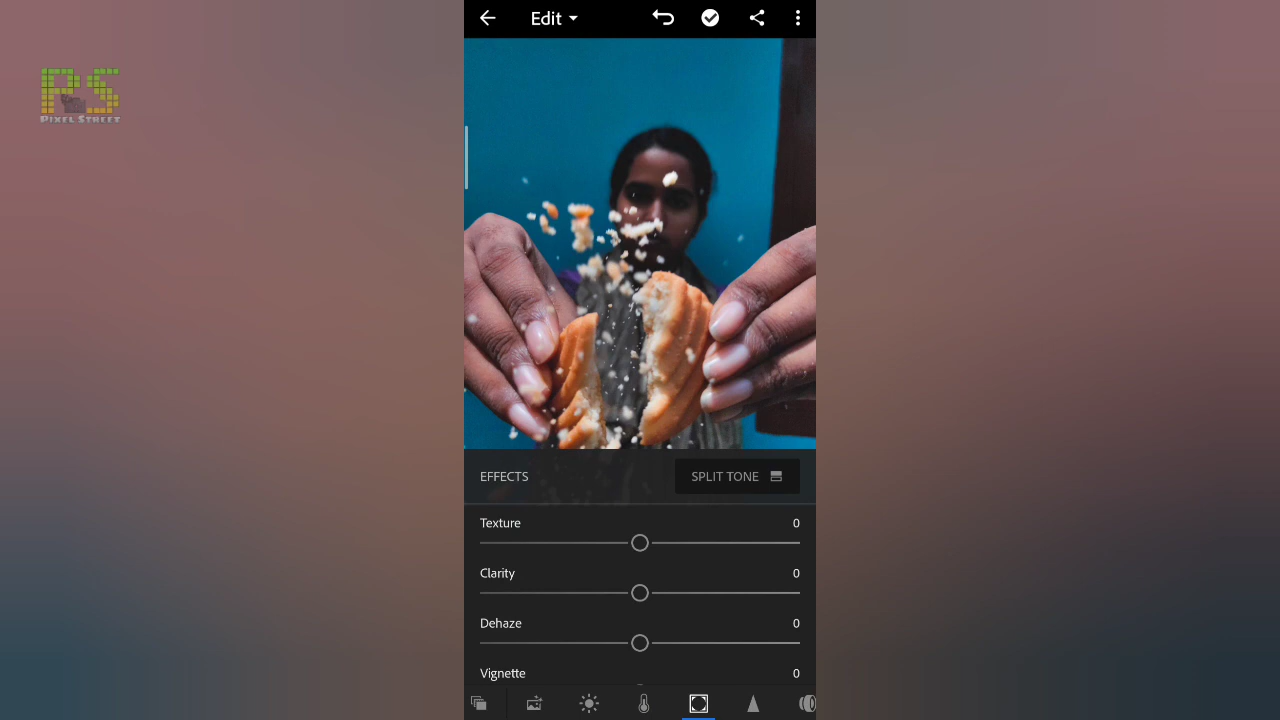 Edit
PS
PIXEL STREET
EFFECTS
SPLIT TONE
Texture 0
Clarity 0
Dehaze 0
Vignette 0